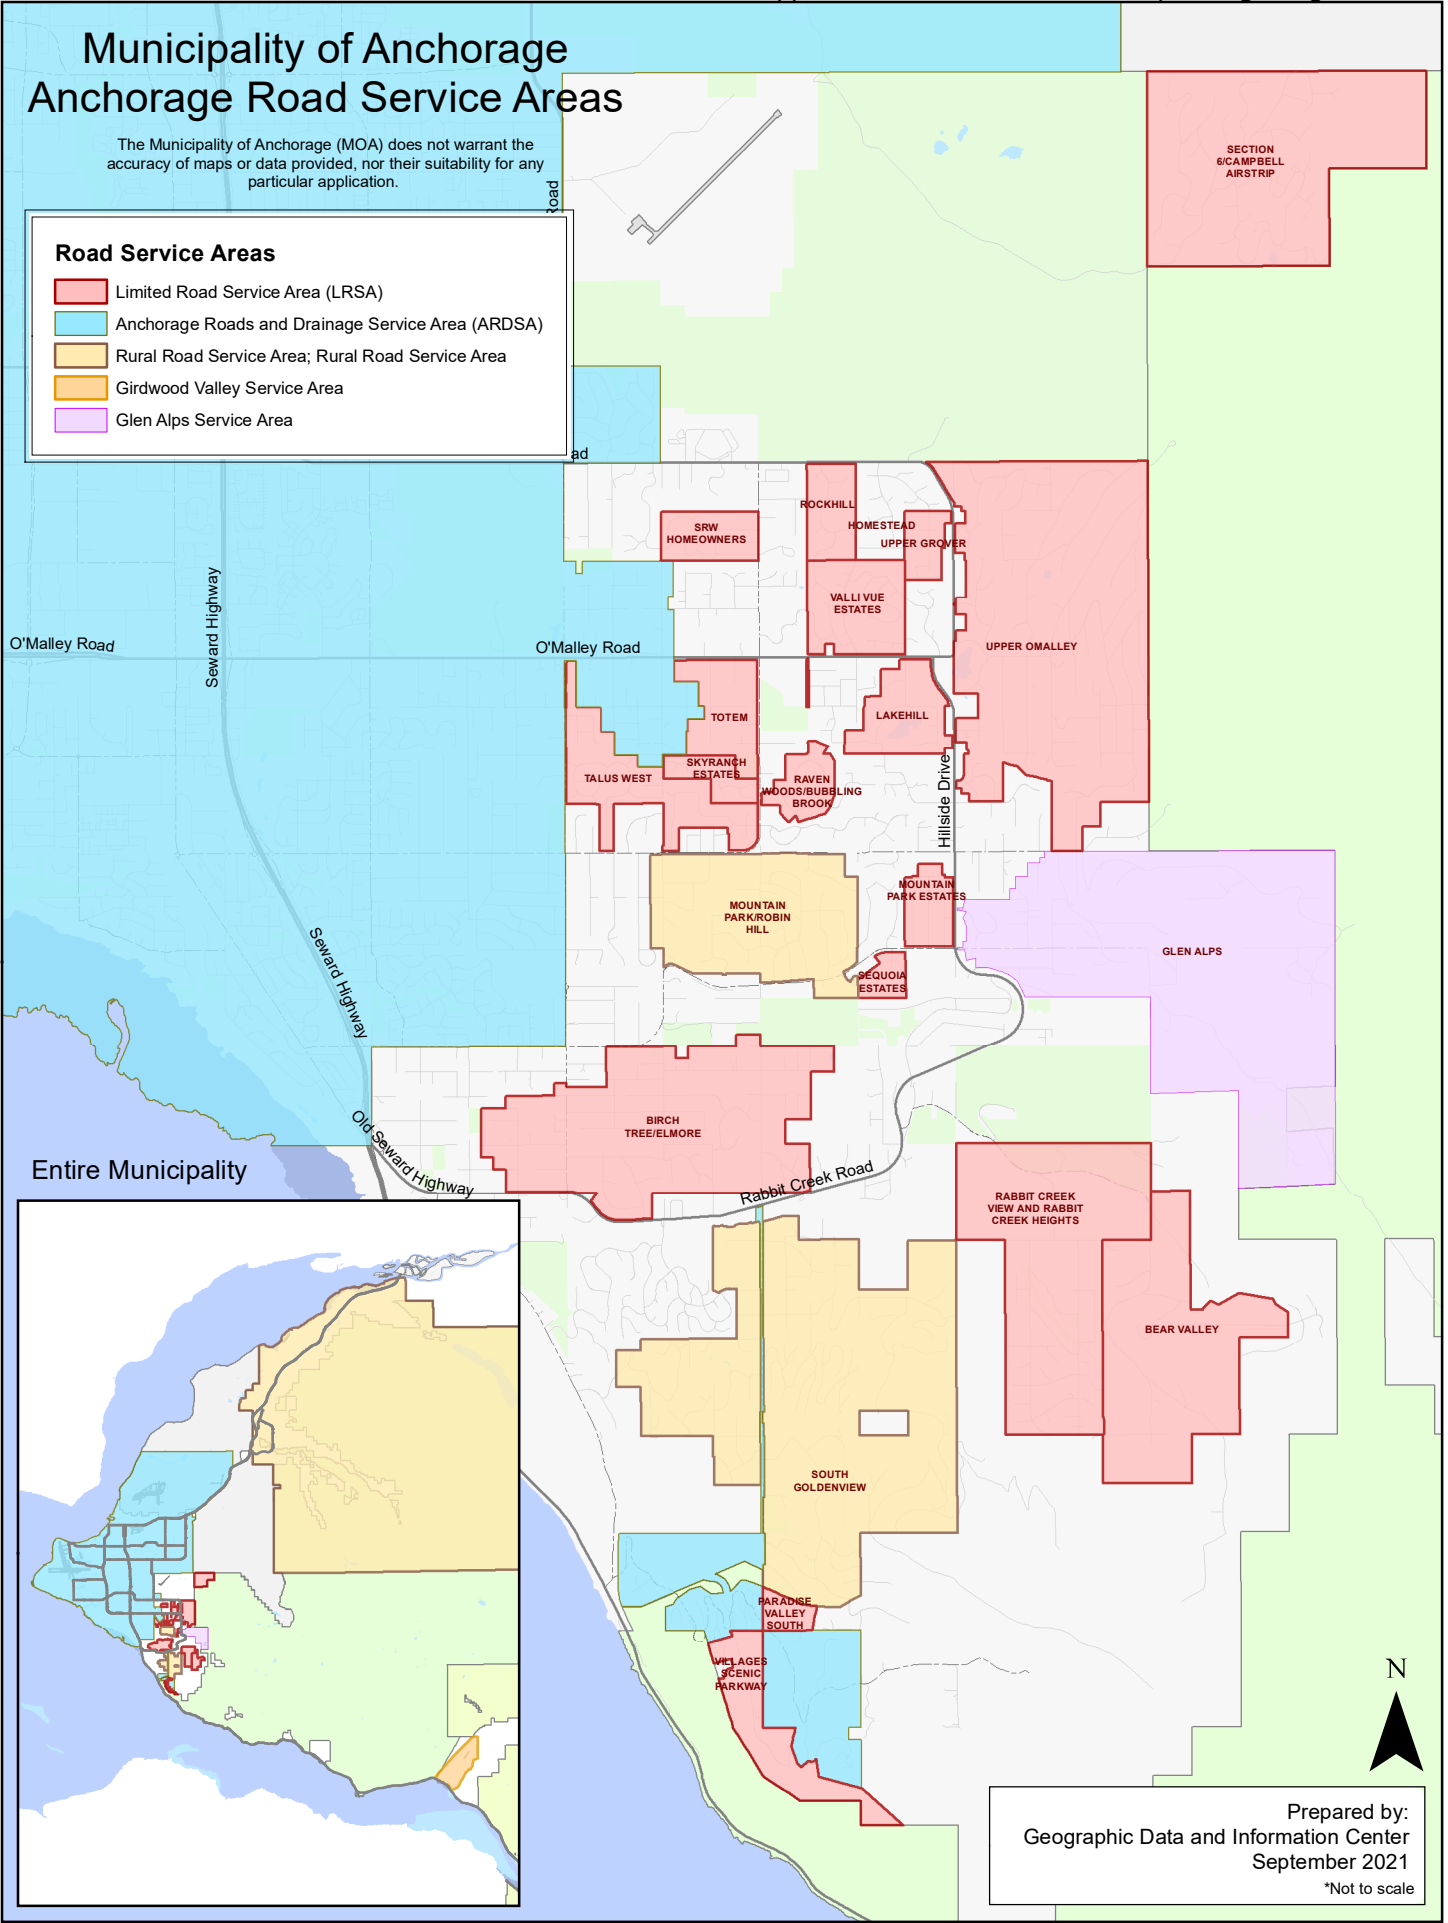 Municipality of Anchorage
Anchorage Road Service Areas
The Municipality of Anchorage (MOA) does not warrant the
accuracy of maps or data provided, nor their suitability for any
particular application.
Road
Road Service Areas
Limited Road Service Area (LRSA)
Anchorage Roads and Drainage Service Area (ARDSA)
Rural Road Service Area; Rural Road Service Area
Girdwood Valley Service Area
Glen Alps Service Area
ad
SECTION
6/CAMPBELL
AIRSTRIP
ROCKHILL
HOMESTEAD
UPPER GROVER
SRW
HOMEOWNERS
VALLI VUE
ESTATES
UPPER OMALLEY
Seward Highway
O'Malley Road
O'Malley Road
TOTEM
LAKEHILL
SKYRANCH
ESTATES
TALUS WEST
RAVEN
WOODS/BUBBLING
BROOK
Hillside Drive
MOUNTAIN
PARK ESTATES
MOUNTAIN
PARK/ROBIN
HILL
GLEN ALPS
SEQUOIA
ESTATES
Seward Highway
Old Seward Highway
BIRCH
TREE/ELMORE
Rabbit Creek Road
RABBIT CREEK
VIEW AND RABBIT
CREEK HEIGHTS
BEAR VALLEY
SOUTH
GOLDENVIEW
PARADISE
VALLEY
SOUTH
VILLAGES
SCENIC
PARKWAY
Entire Municipality
N
Prepared by:
Geographic Data and Information Center
September 2021
*Not to scale